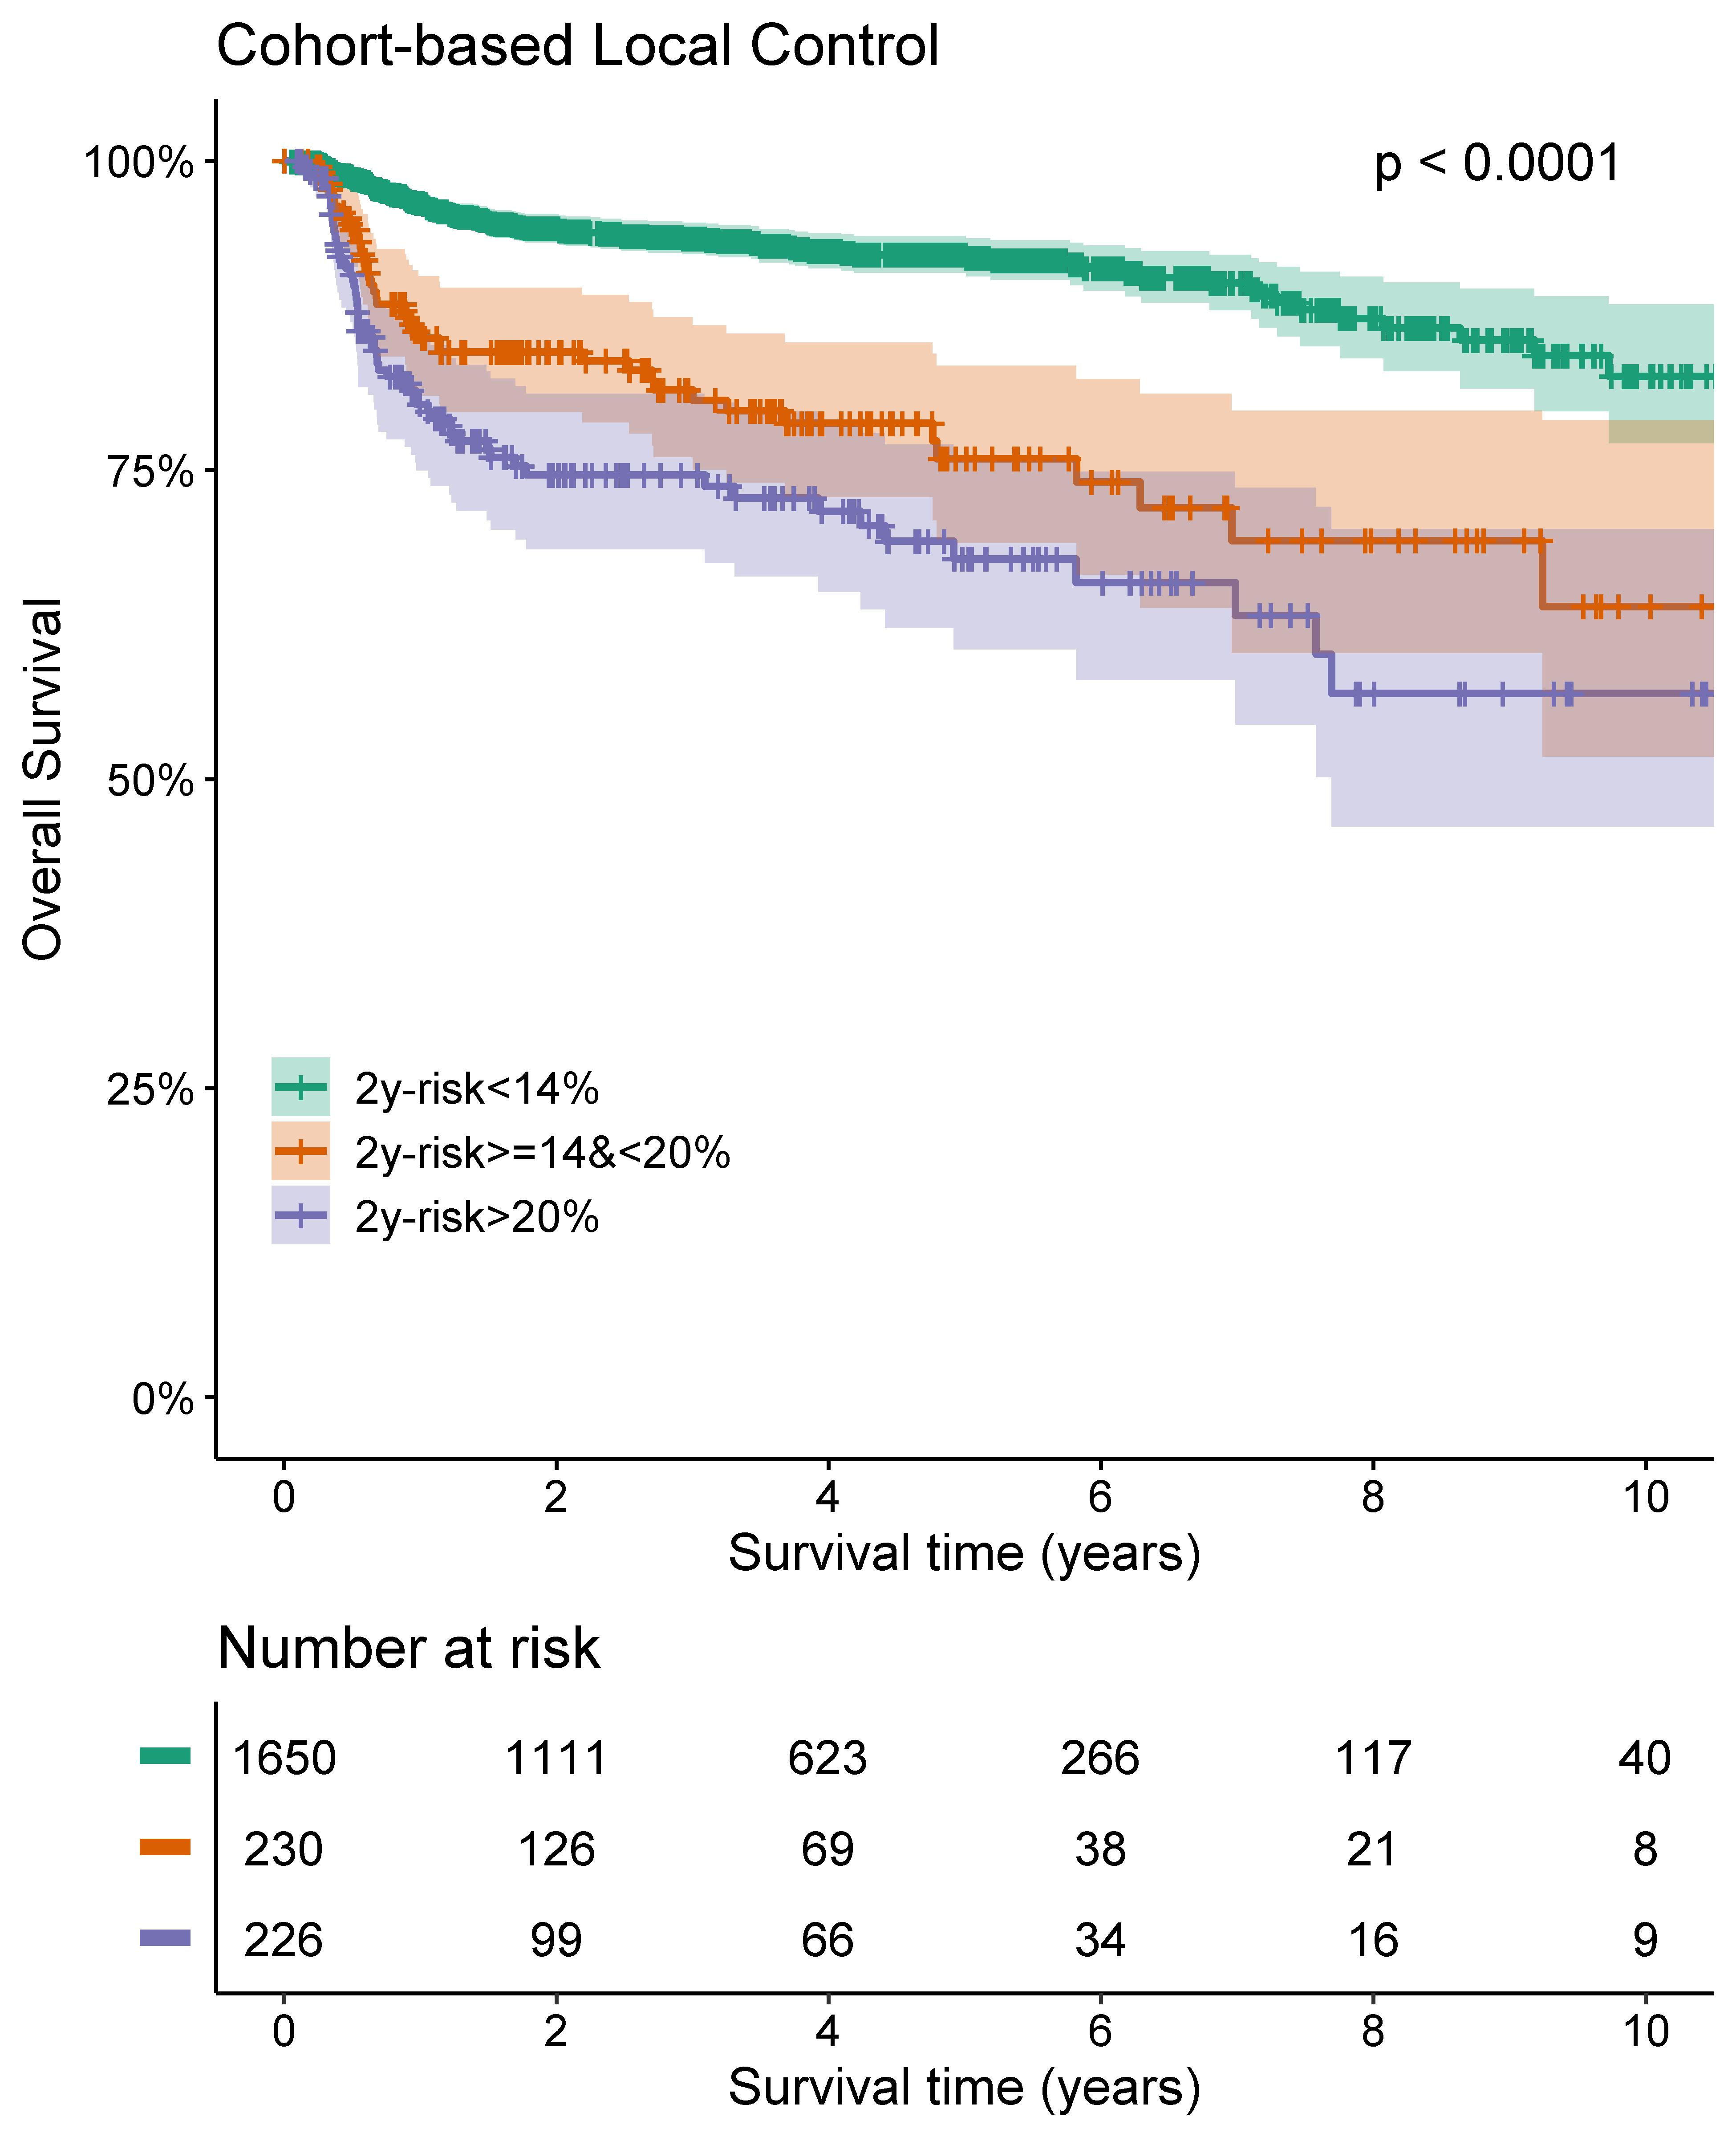 Cohort-based Local Control
p < 0.0001
100%
75%
50%
25%
0%
Overall Survival
2y-risk<14%
2y-risk>=14&<20%
2y-risk>20%
0 2 4 6 8 10
Survival time (years)
Number at risk
1650 1111 623 266 117 40
230 126 69 38 21 8
226 99 66 34 16 9
0 2 4 6 8 10
Survival time (years)